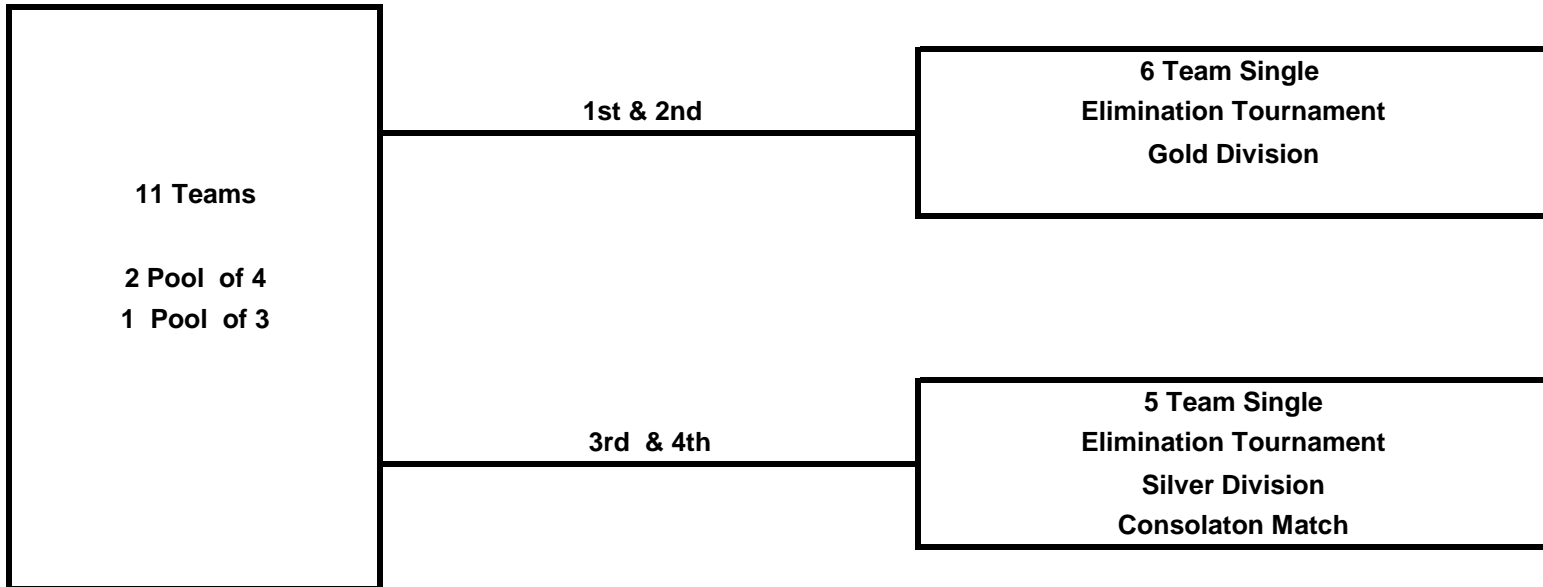 11 Teams
2 Pool of 4
1 Pool of 3
1st & 2nd
6 Team Single
Elimination Tournament
Gold Division
3rd & 4th
5 Team Single
Elimination Tournament
Silver Division
Consolaton Match